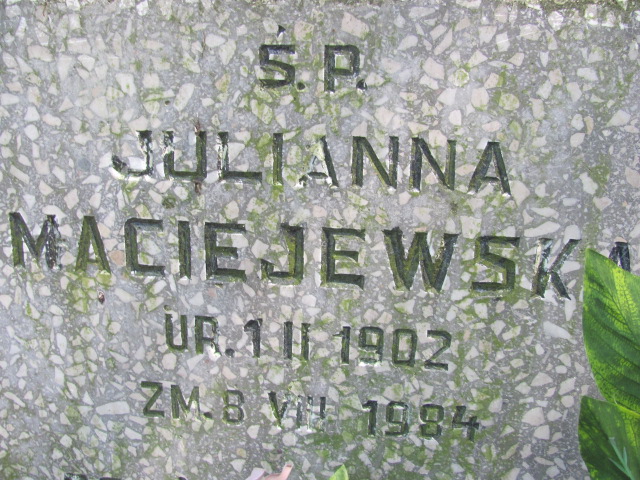 Ś.P.
JULIANNA
MACIEJEWSKA
UR. 1 II 1902
ZM. 8 VIII 1984